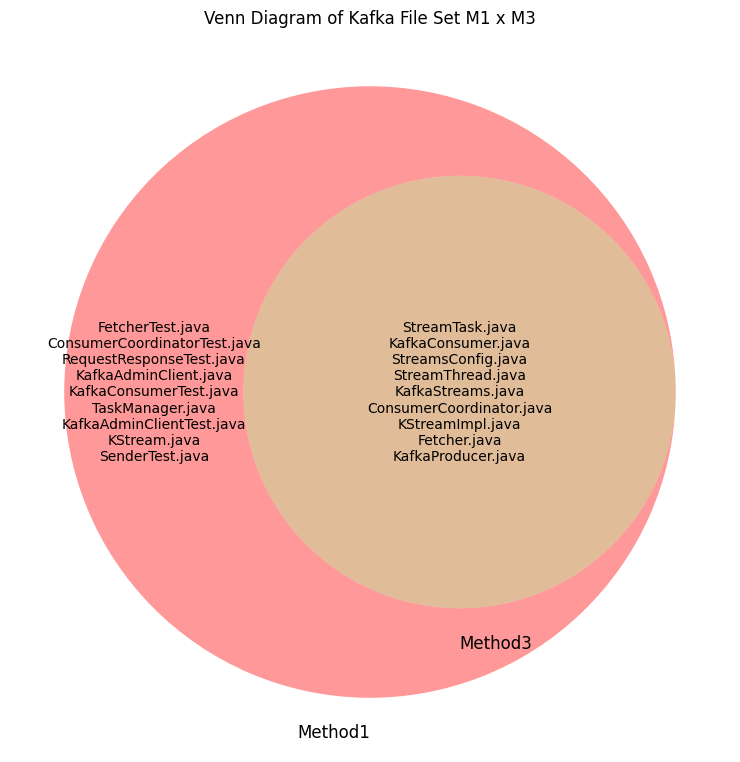 Venn Diagram of Kafka File Set M1 x M3
FetcherTest.java
ConsumerCoordinatorTest.java
RequestResponseTest.java
KafkaAdminClient.java
KafkaConsumerTest.java
TaskManager.java
KafkaAdminClientTest.java
KStream.java
SenderTest.java
StreamTask.java
KafkaConsumer.java
StreamsConfig.java
StreamThread.java
KafkaStreams.java
ConsumerCoordinator.java
KStreamImpl.java
Fetcher.java
KafkaProducer.java
Method3
Method1